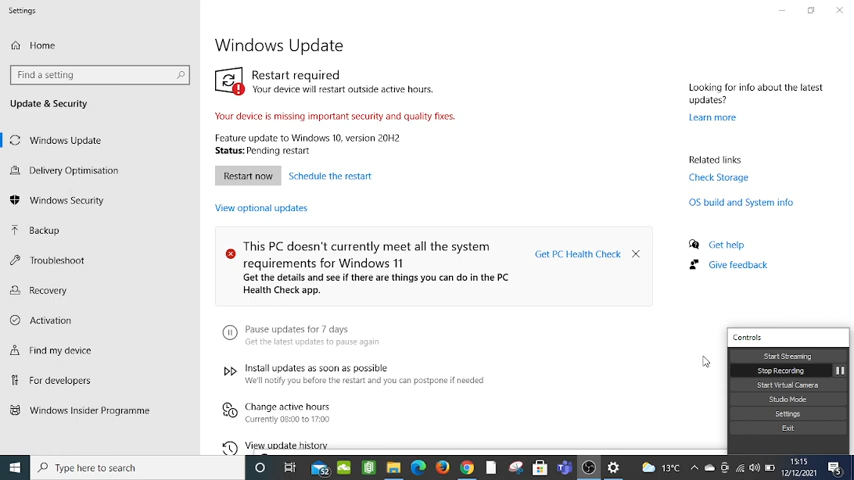 Settings
Home
Find a setting
Update & Security
Windows Update
Delivery Optimisation
Windows Security
Backup
Troubleshoot
Recovery
Activation
Find my device
For developers
Windows Insider Programme
Windows Update
Restart required
Your device will restart outside active hours.
Your device is missing important security and quality fixes.
Feature update to Windows 10, version 20H2
Status: Pending restart
Restart now
Schedule the restart
View optional updates
This PC doesn't currently meet all the system
requirements for Windows 11
Get the details and see if there are things you can do in the PC
Health Check app.
Get PC Health Check
Pause updates for 7 days
Get the latest updates to pause again
Install updates as soon as possible
We'll notify you before the restart and you can postpone if needed
Change active hours
Currently 08:00 to 17:00
View update history
Looking for info about the latest
updates?
Learn more
Related links
Check Storage
OS build and System info
Get help
Give feedback
Controls
Start Streaming
Stop Recording
Start Virtual Camera
Studio Mode
Settings
Exit
Type here to search
52
13°C
15:15
12/12/2021
5